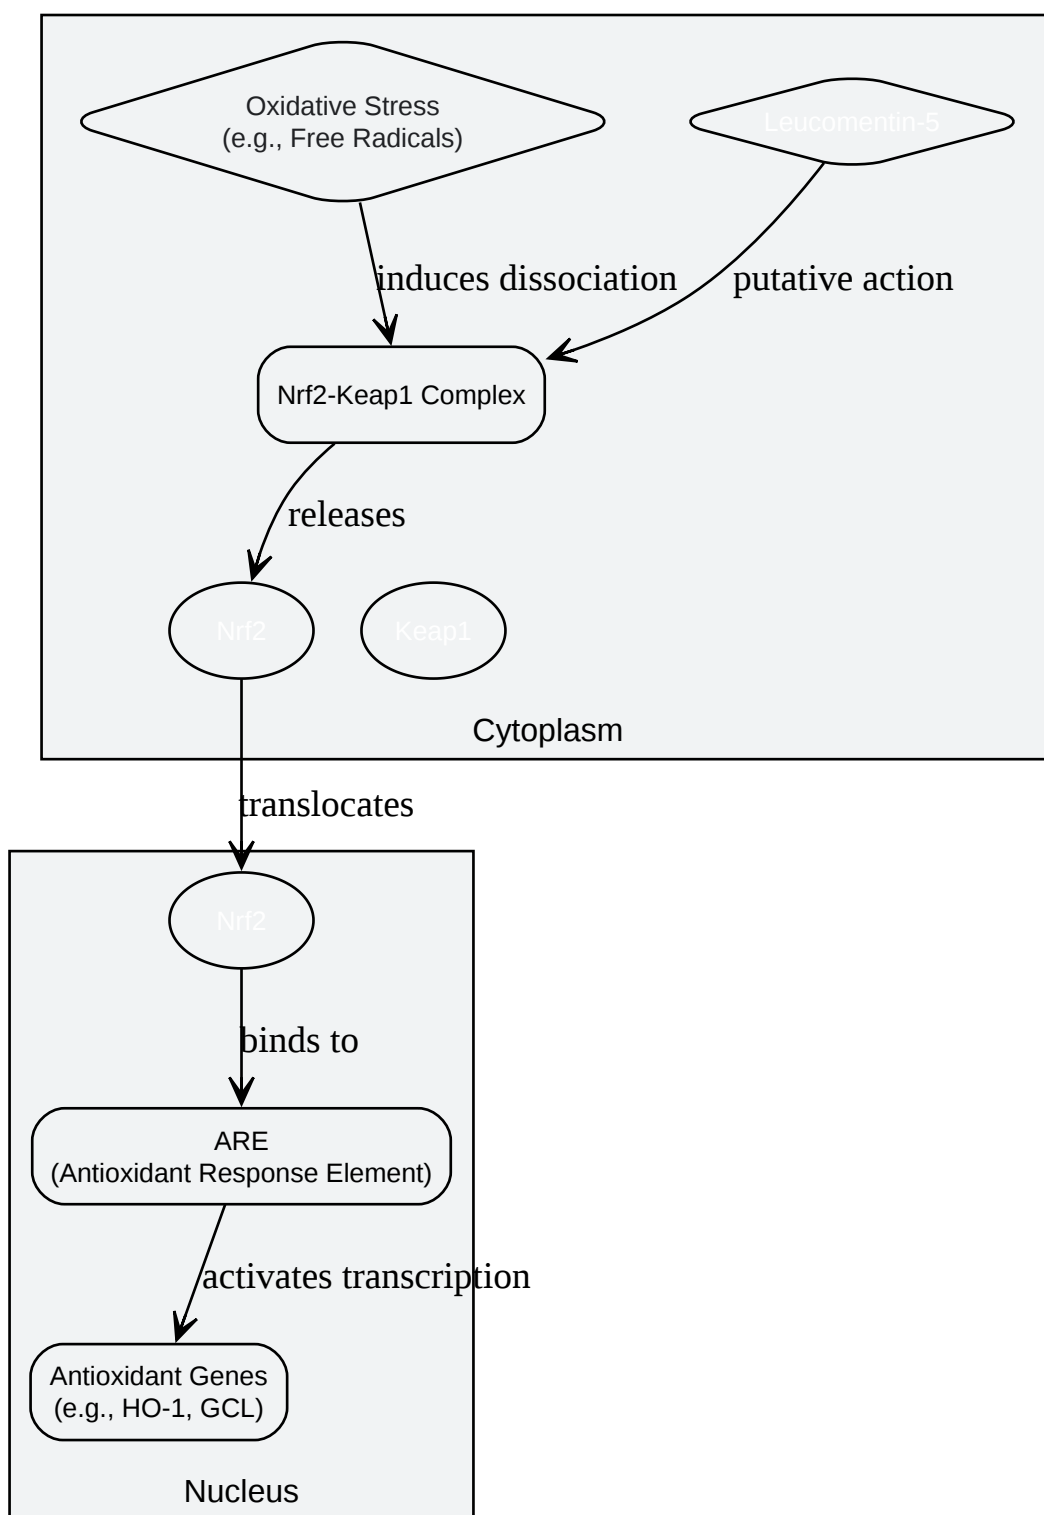 Oxidative Stress
(e.g., Free Radicals)
Leucomentin-5
induces dissociation
putative action
Nrf2-Keap1 Complex
releases
Nrf2
Keap1
Cytoplasm
translocates
Nrf2
binds to
ARE
(Antioxidant Response Element)
activates transcription
Antioxidant Genes
(e.g., HO-1, GCL)
Nucleus